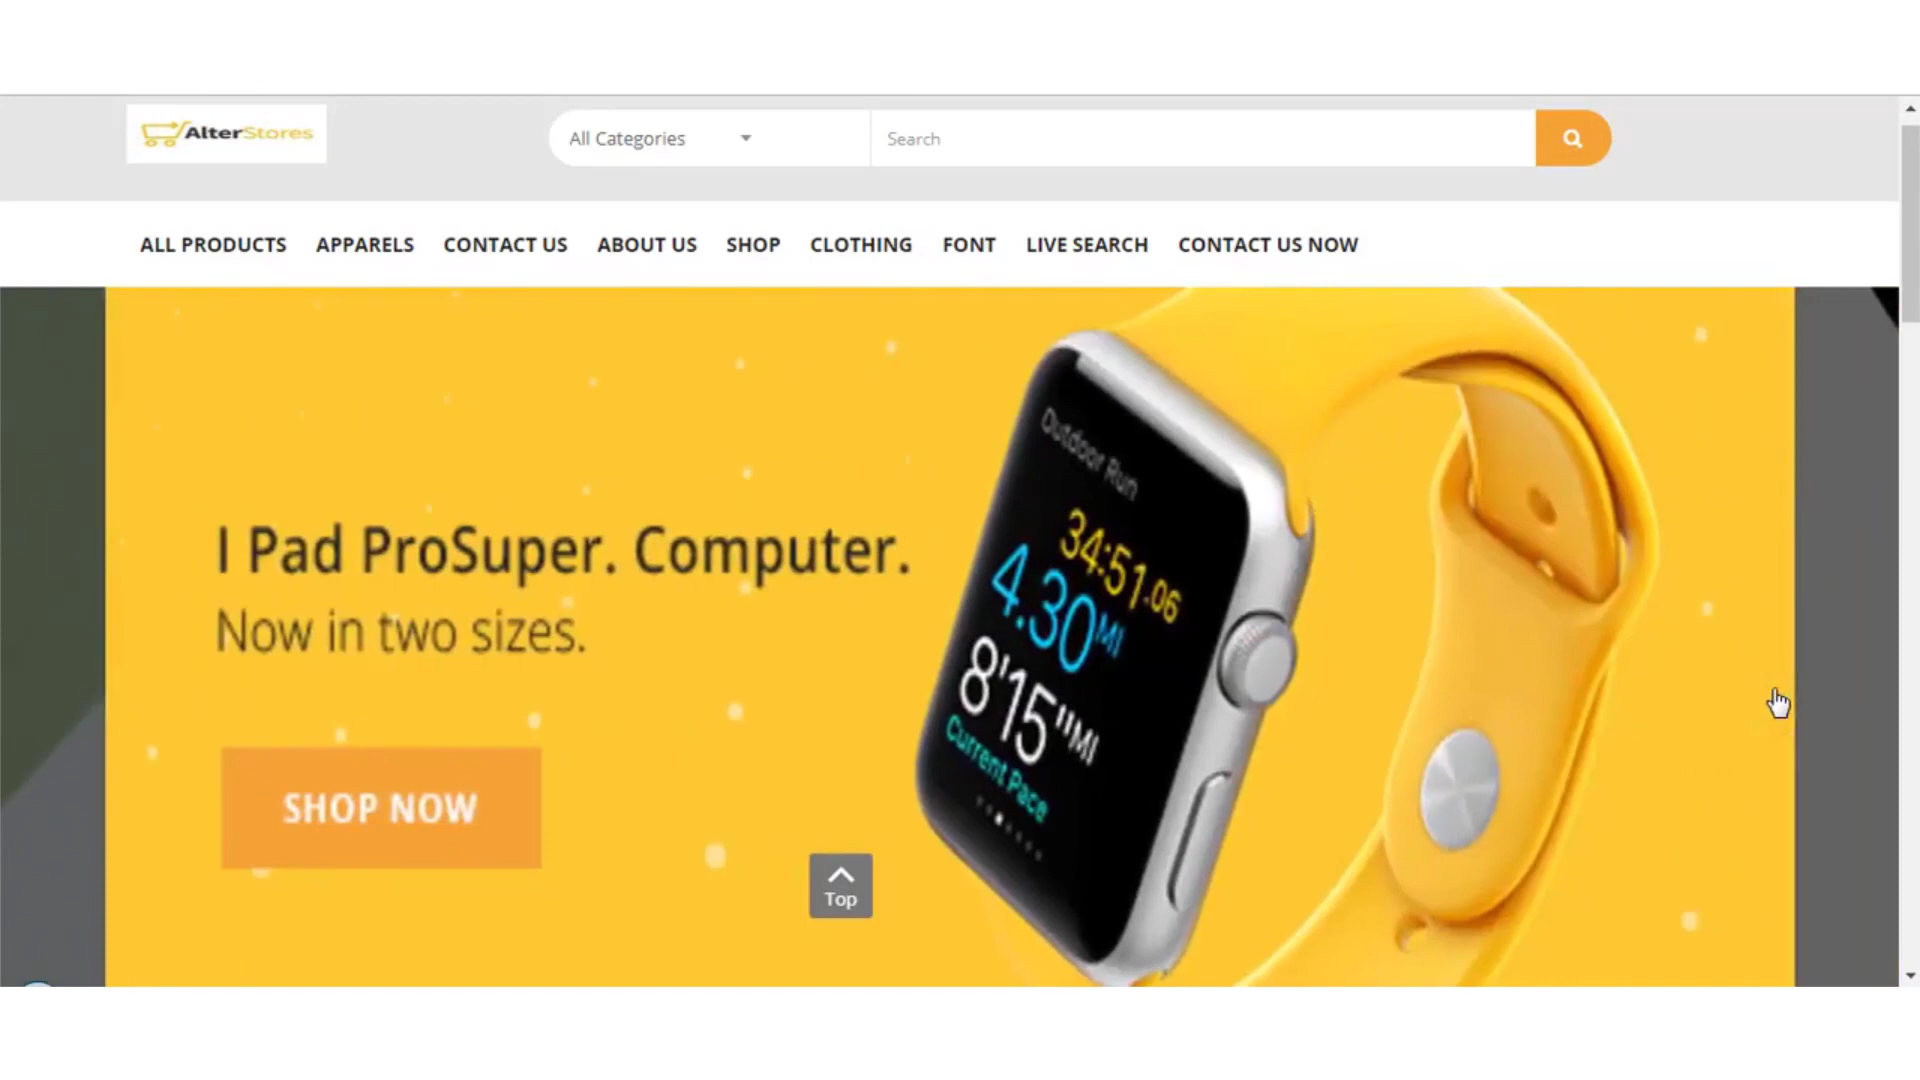 AlterStores
All Categories
Search
ALL PRODUCTS APPARELS CONTACT US ABOUT US SHOP CLOTHING FONT LIVE SEARCH CONTACT US NOW
I Pad ProSuper. Computer.
Now in two sizes.
SHOP NOW
Outdoor Run
34:51.06
4.30MI
8'15"MI
Current Pace
Top